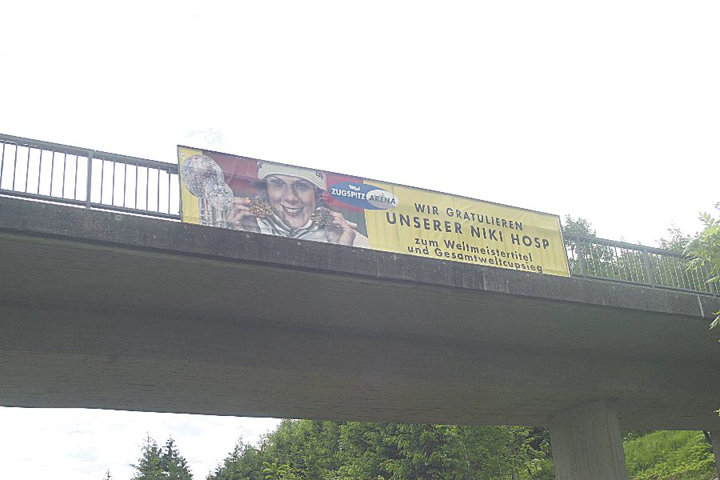 ZUGSPITZ ARENA
WIR GRATULIEREN
UNSERER NIKI HOSP
zum Weltmeistertitel
und Gesamtweltcupsieg